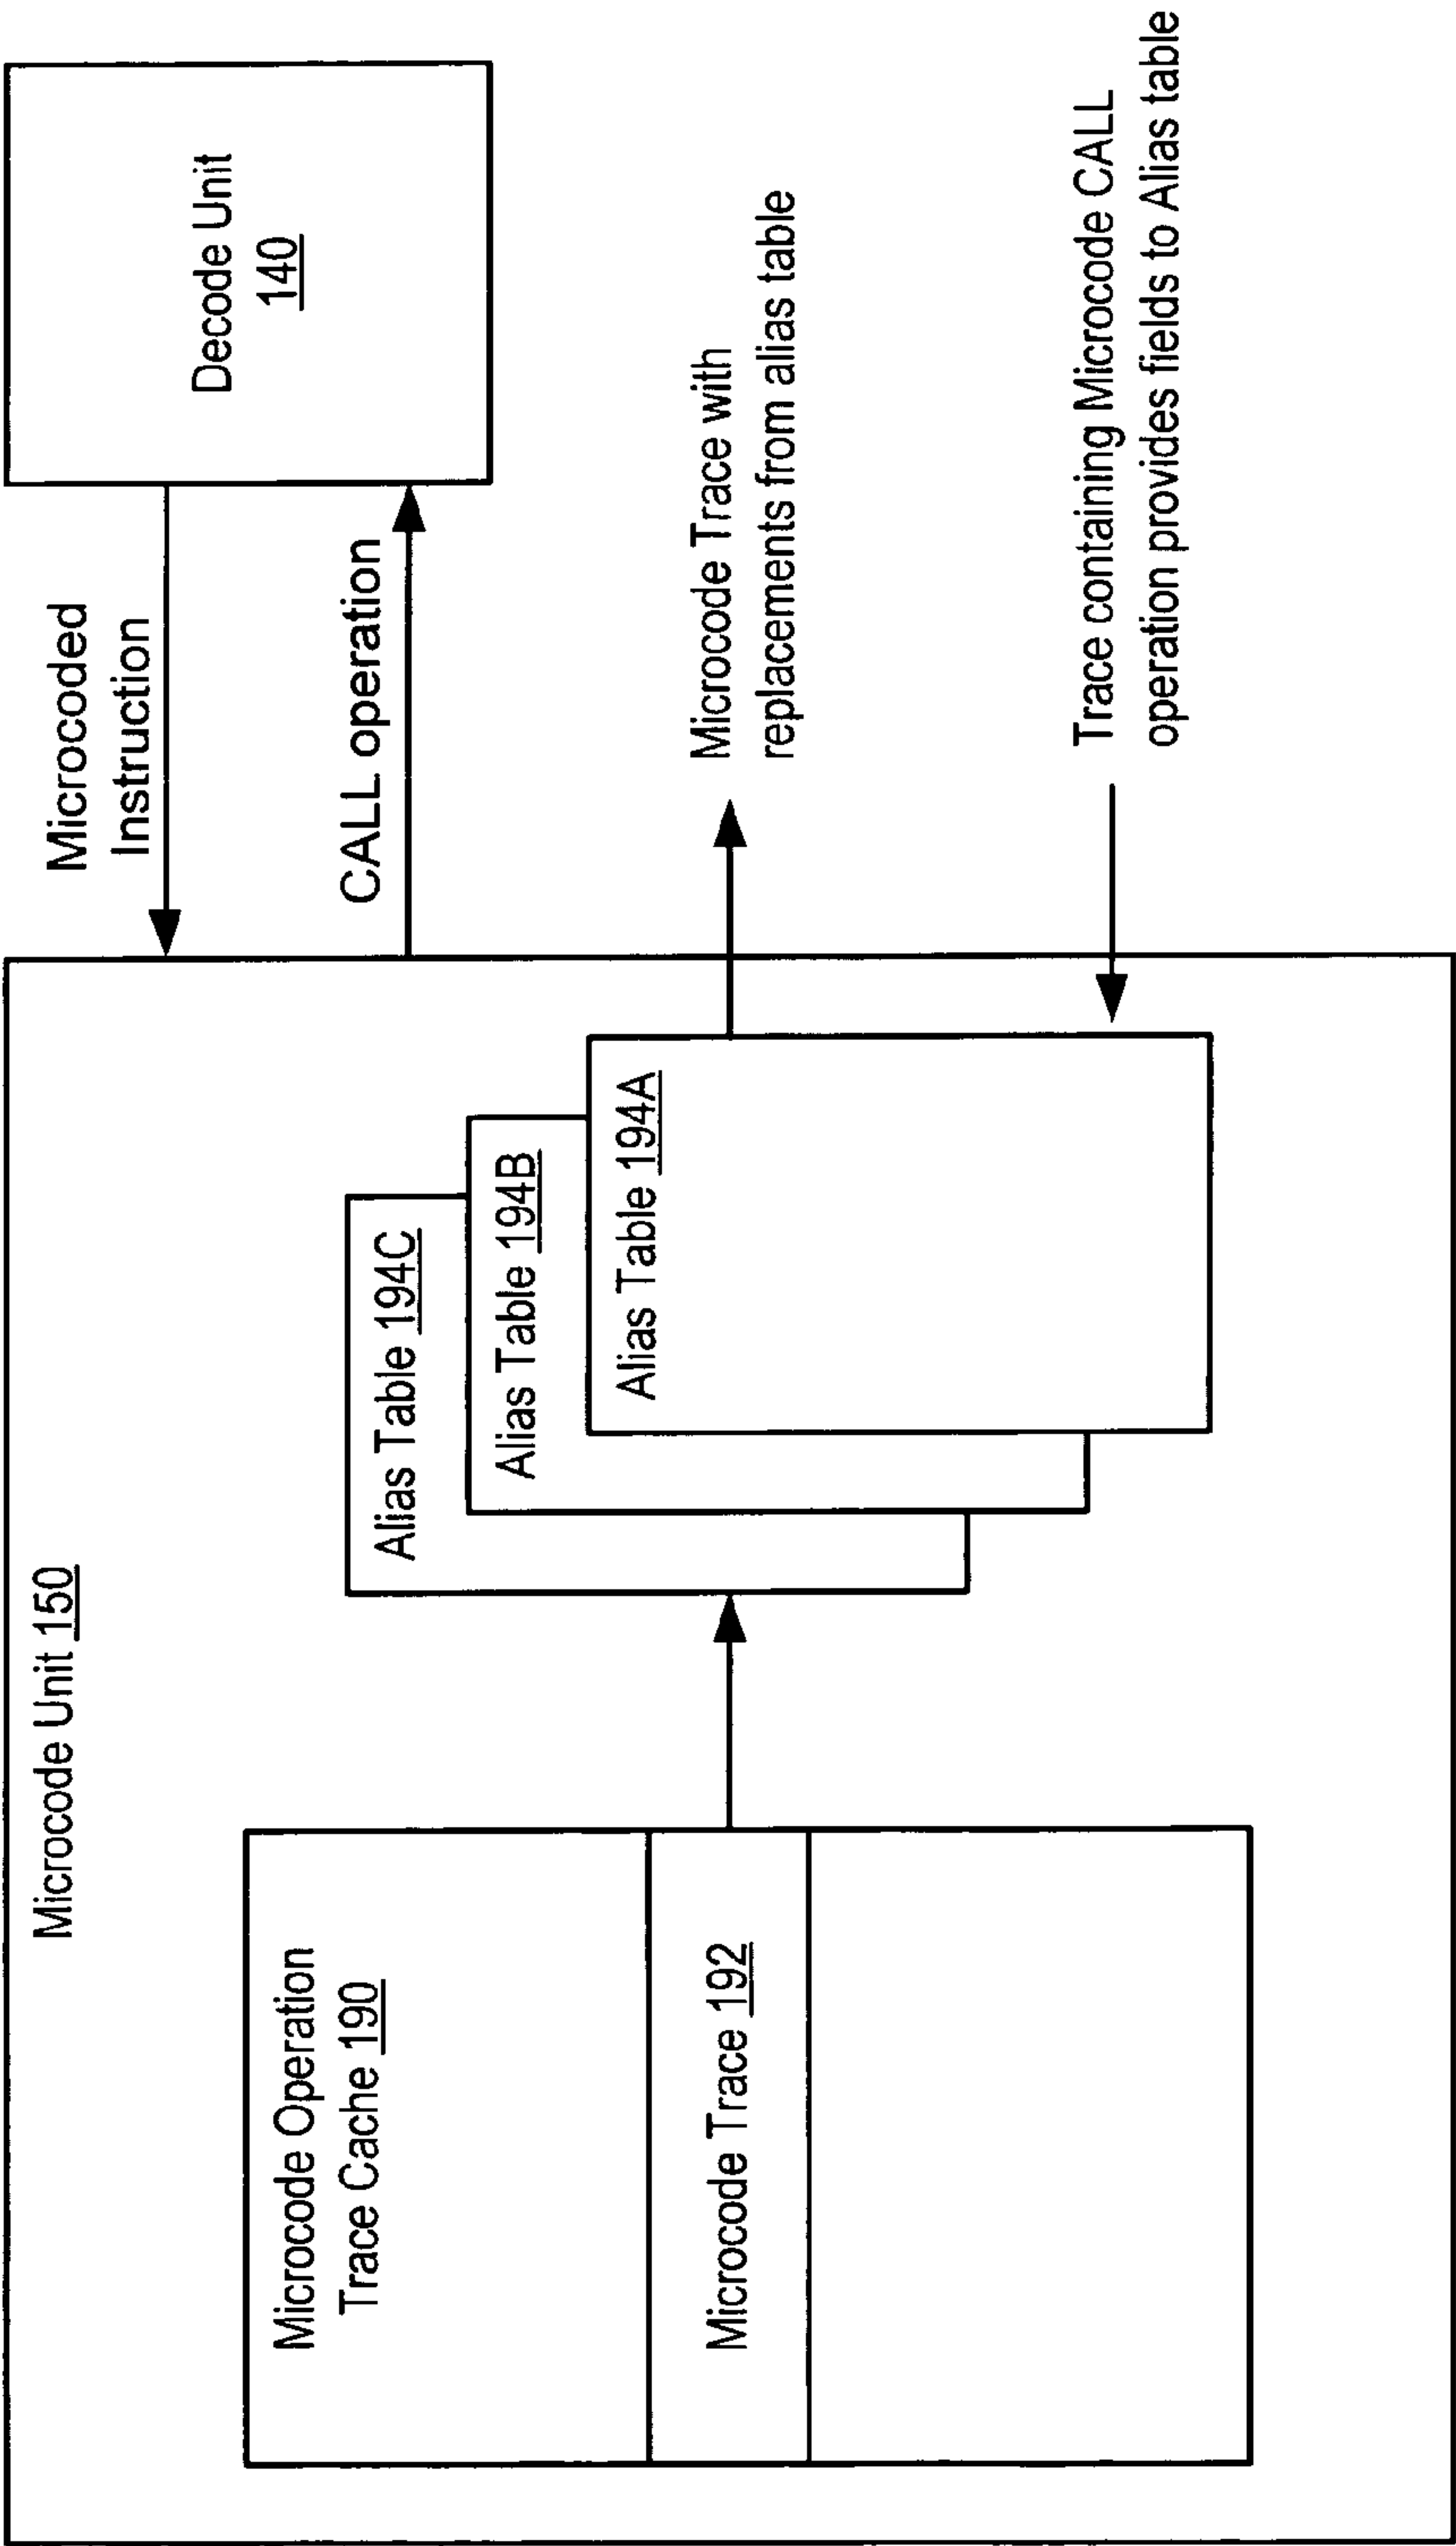 Microcode Unit 150
Microcode Operation
Trace Cache 190
Microcode Trace 192
Alias Table 194C
Alias Table 194B
Alias Table 194A
Microcoded
Instruction
CALL operation
Decode Unit
140
Microcode Trace with
replacements from alias table
Trace containing Microcode CALL
operation provides fields to Alias table